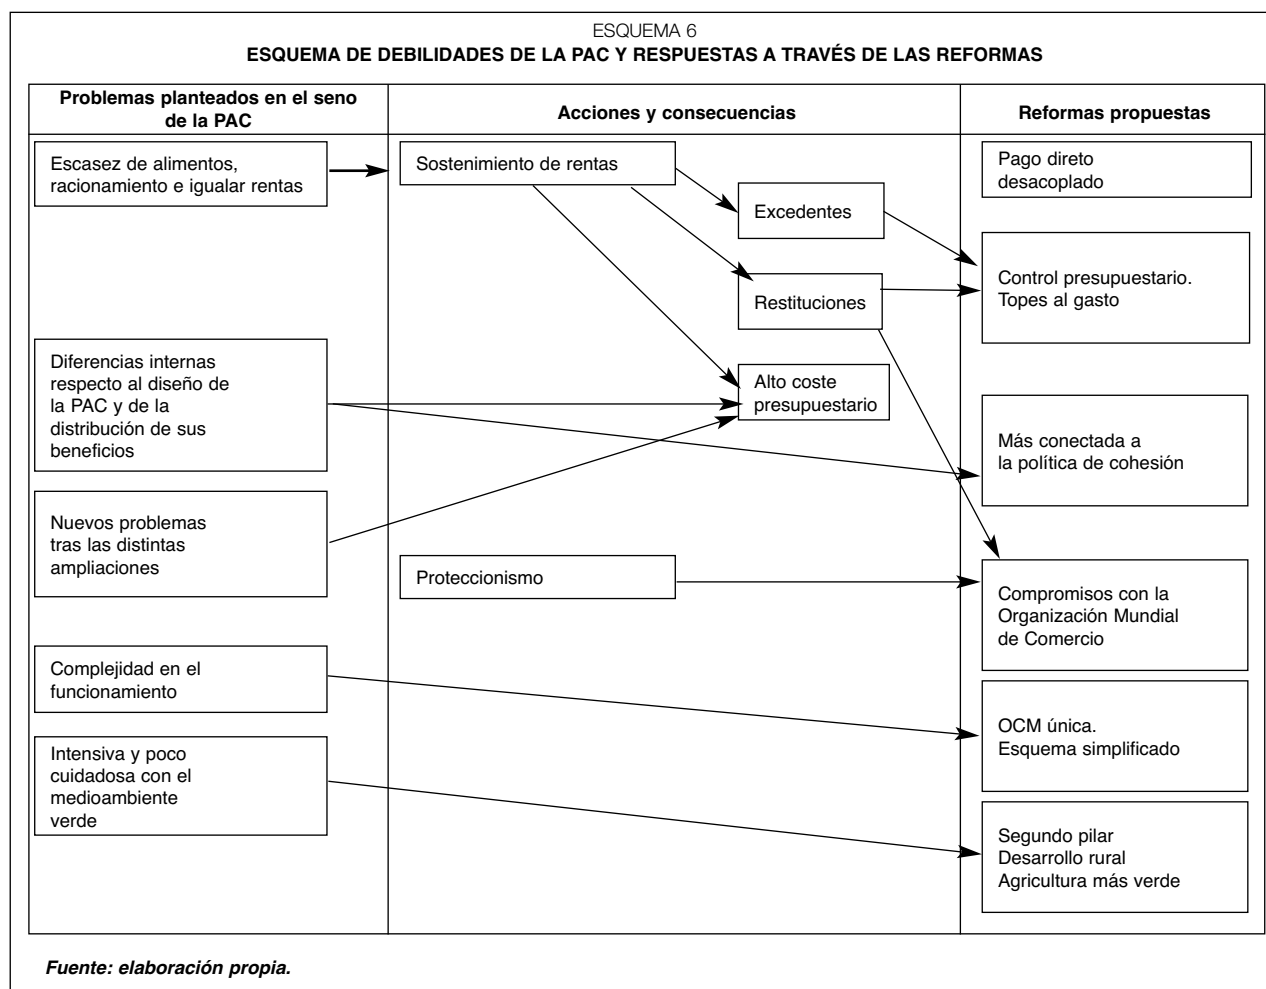 ESQUEMA 6
ESQUEMA DE DEBILIDADES DE LA PAC Y RESPUESTAS A TRAVÉS DE LAS REFORMAS
Problemas planteados en el seno
de la PAC
Acciones y consecuencias
Reformas propuestas
Escasez de alimentos,
racionamiento e igualar rentas
Sostenimiento de rentas
Excedentes
Restituciones
Alto coste
presupuestario
Pago direto
desacoplado
Control presupuestario.
Topes al gasto
Diferencias internas
respecto al diseño de
la PAC y de la
distribución de sus
beneficios
Más conectada a
la política de cohesión
Nuevos problemas
tras las distintas
ampliaciones
Proteccionismo
Compromisos con la
Organización Mundial
de Comercio
Complejidad en el
funcionamiento
OCM única.
Esquema simplificado
Intensiva y poco
cuidadosa con el
medioambiente
verde
Segundo pilar
Desarrollo rural
Agricultura más verde
Fuente: elaboración propia.